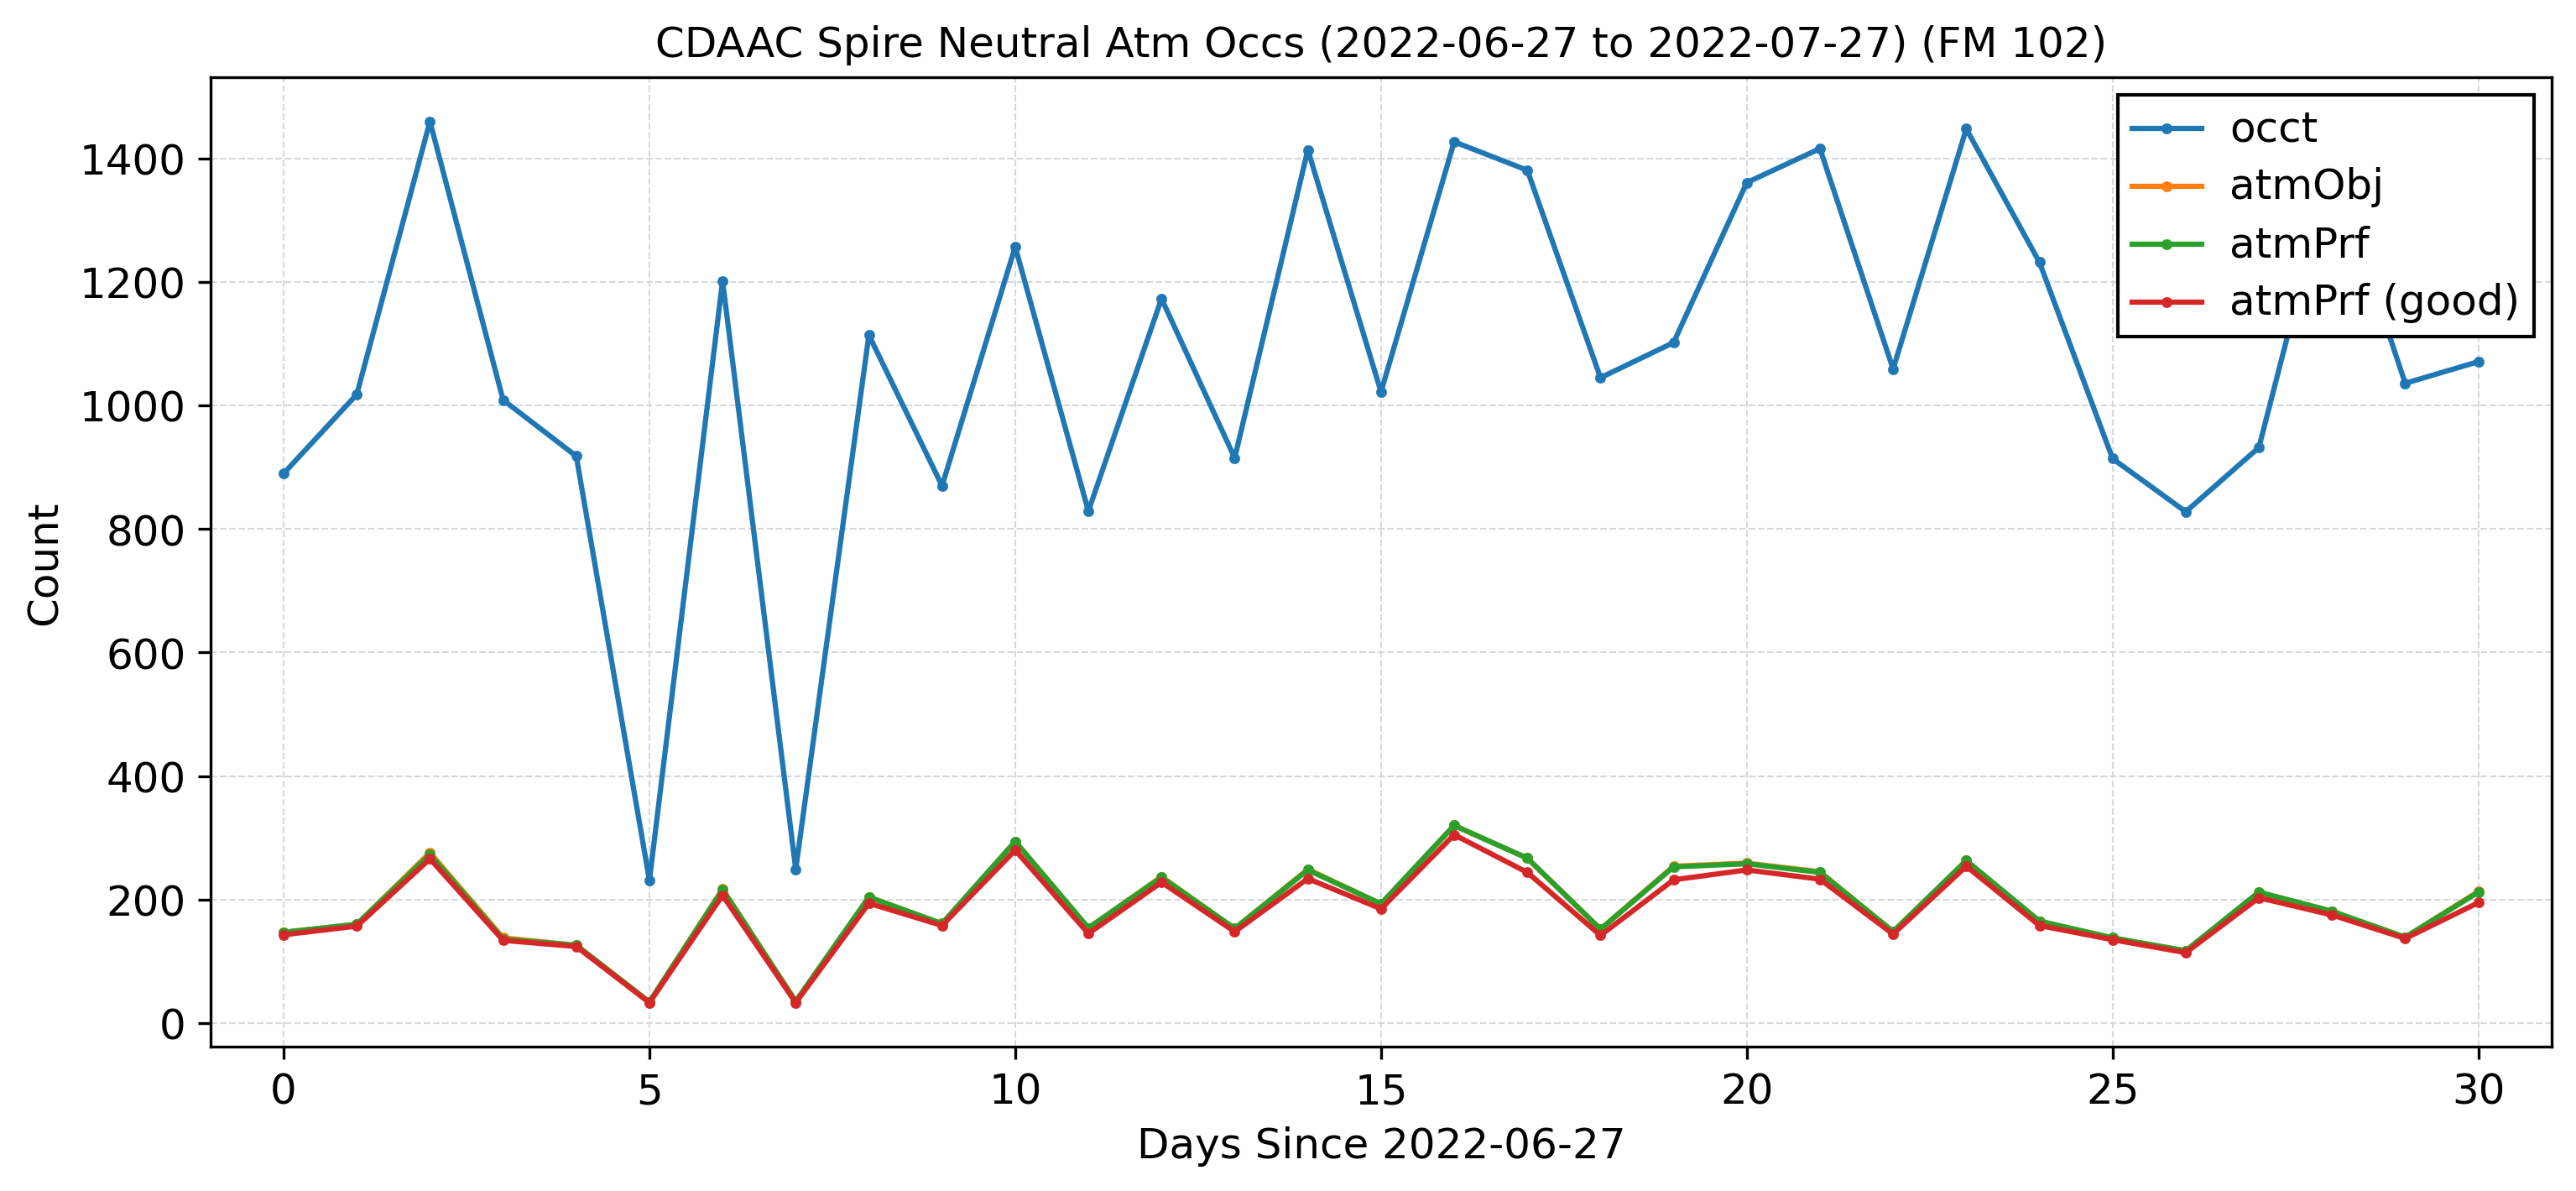 CDAAC Spire Neutral Atm Occs (2022-06-27 to 2022-07-27) (FM 102)
occt
atmObj
atmPrf
atmPrf (good)
Count
1400
1200
1000
800
600
400
200
0
0 5 10 15 20 25 30
Days Since 2022-06-27